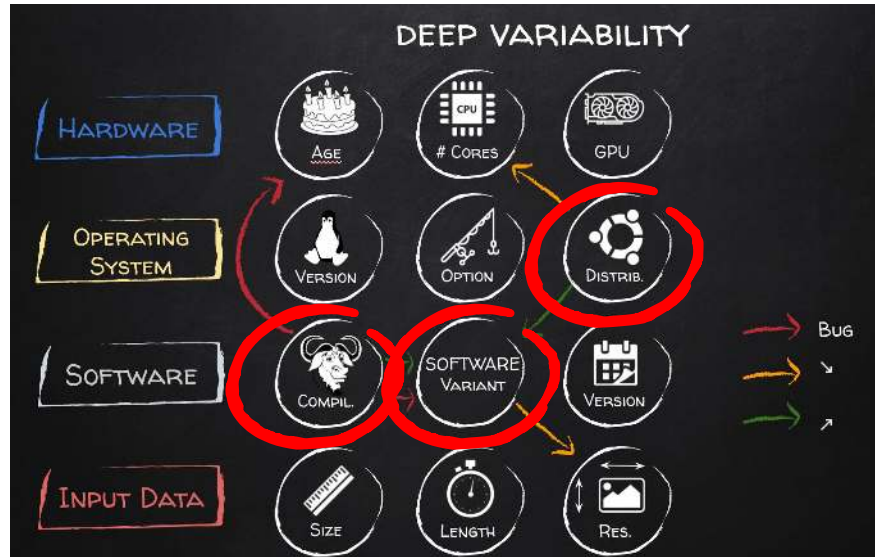 DEEP VARIABILITY
HARDWARE
AGE
# CORES
GPU
CPU
OPERATING
SYSTEM
VERSION
OPTION
DISTRIB.
SOFTWARE
COMPIL.
SOFTWARE
VARIANT
VERSION
BUG
↘
↗
INPUT DATA
SIZE
LENGTH
RES.